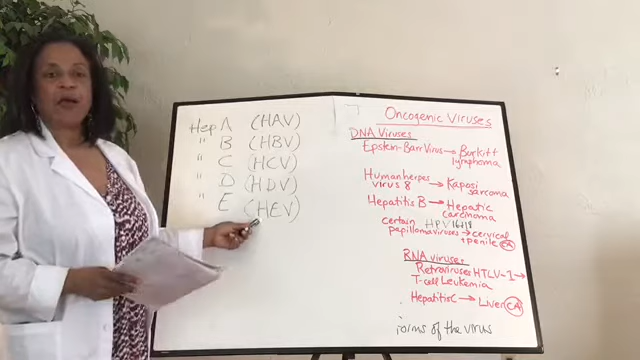 Hep A (HAV)
" B (HBV)
" C (HCV)
" D (HDV)
" E (HEV)
Oncogenic Viruses
DNA Viruses
Epstein-Barr Virus → Burkitt
lymphoma
Human herpes
virus 8 → Kaposi
sarcoma
Hepatitis B → Hepatic
carcinoma
certain HPV 16+18
papillomaviruses → cervical
+ penile CA
RNA viruses
Retroviruses HTLV-1 →
T-cell Leukemia
Hepatitis C → Liver CA
forms of the virus